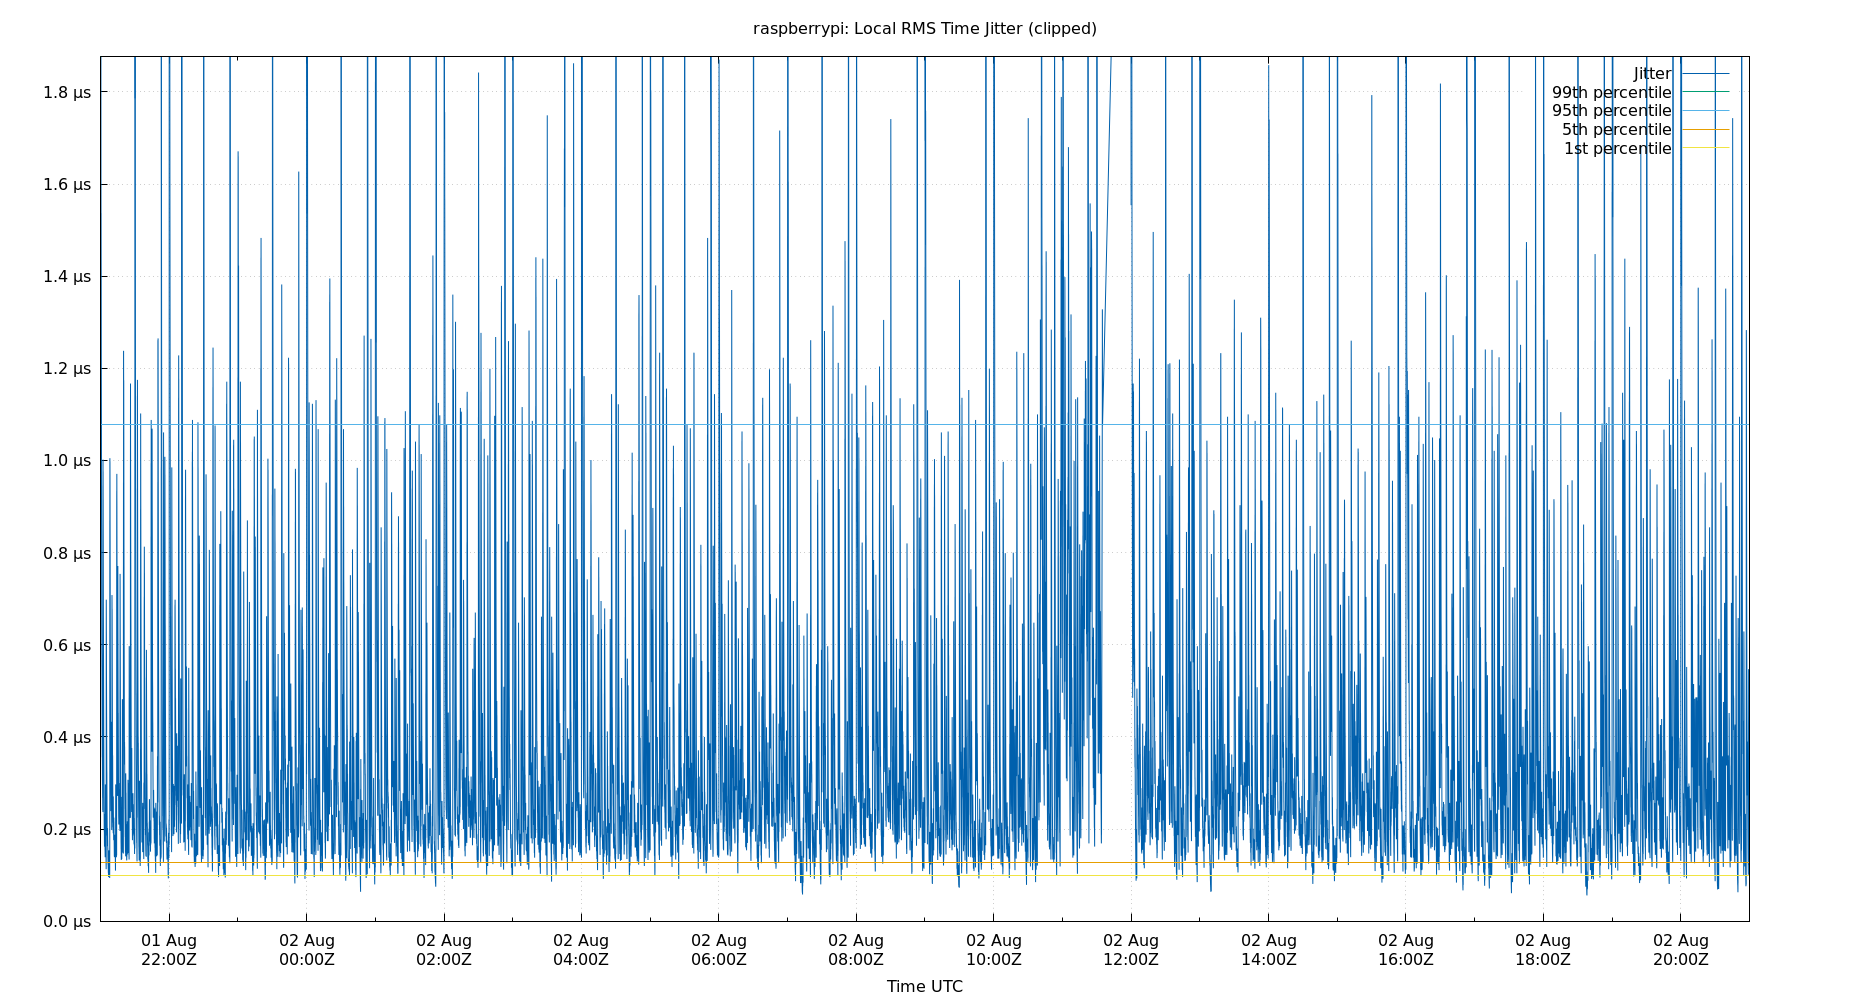 raspberrypi: Local RMS Time Jitter (clipped)
Jitter
99th percentile
95th percentile
5th percentile
1st percentile
1.8 µs
1.6 µs
1.4 µs
1.2 µs
1.0 µs
0.8 µs
0.6 µs
0.4 µs
0.2 µs
0.0 µs
01 Aug 02 Aug 02 Aug 02 Aug 02 Aug 02 Aug 02 Aug 02 Aug 02 Aug 02 Aug 02 Aug 02 Aug
22:00Z 00:00Z 02:00Z 04:00Z 06:00Z 08:00Z 10:00Z 12:00Z 14:00Z 16:00Z 18:00Z 20:00Z
Time UTC